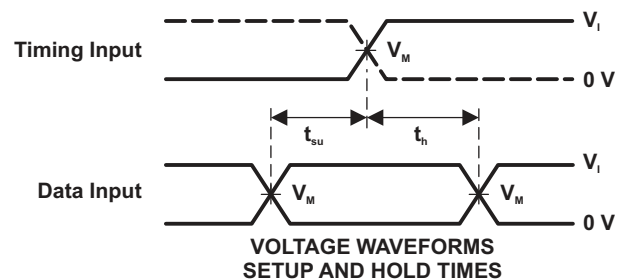 V_I
Timing Input
V_M
0 V
t_su
t_h
V_I
Data Input
V_M
V_M
0 V
VOLTAGE WAVEFORMS
SETUP AND HOLD TIMES